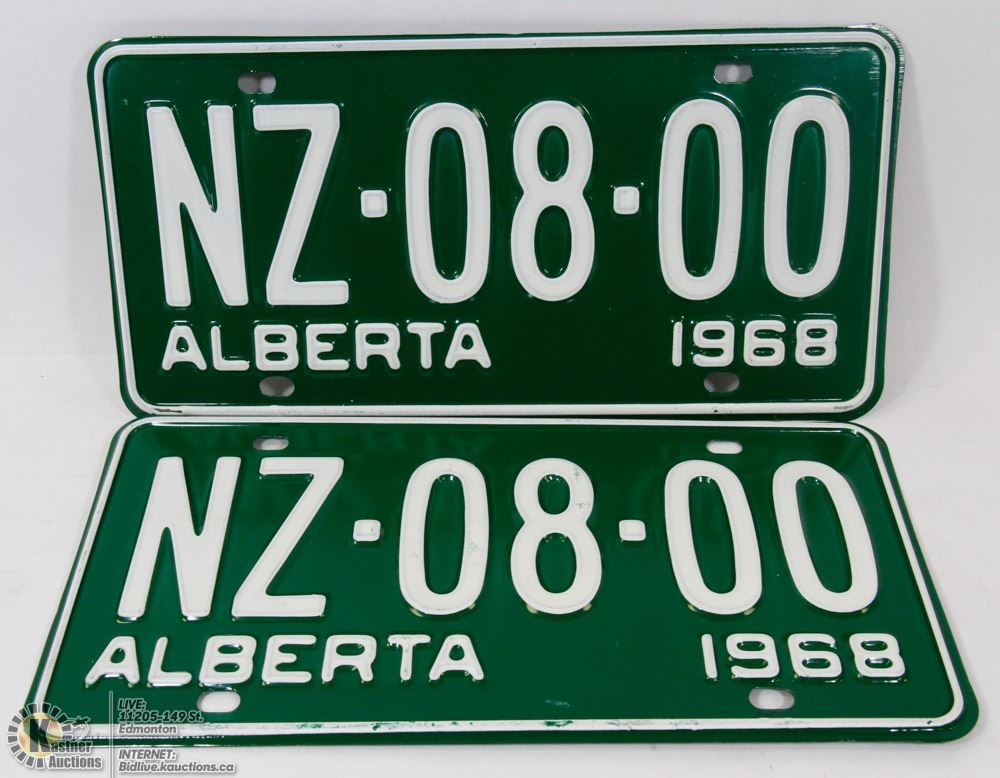 NZ·08·00
ALBERTA 1968
NZ·08·00
ALBERTA 1968
Kastner
Auctions
LIVE:
11205-149 St.
Edmonton
INTERNET:
Bidlive.kauctions.ca